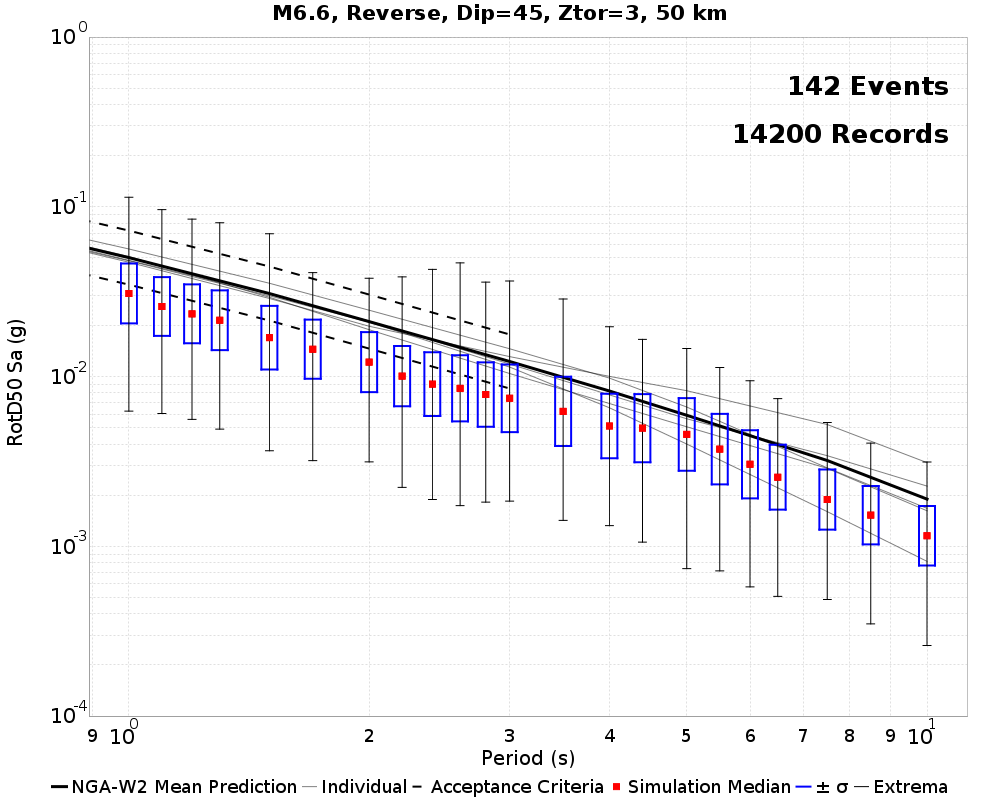 M6.6, Reverse, Dip=45, Ztor=3, 50 km
142 Events
14200 Records
RotD50 Sa (g)
10^0
10^-1
10^-2
10^-3
10^-4
9 10^0 2 3 4 5 6 7 8 9 10^1
Period (s)
NGA-W2 Mean Prediction Individual Acceptance Criteria Simulation Median ± σ Extrema